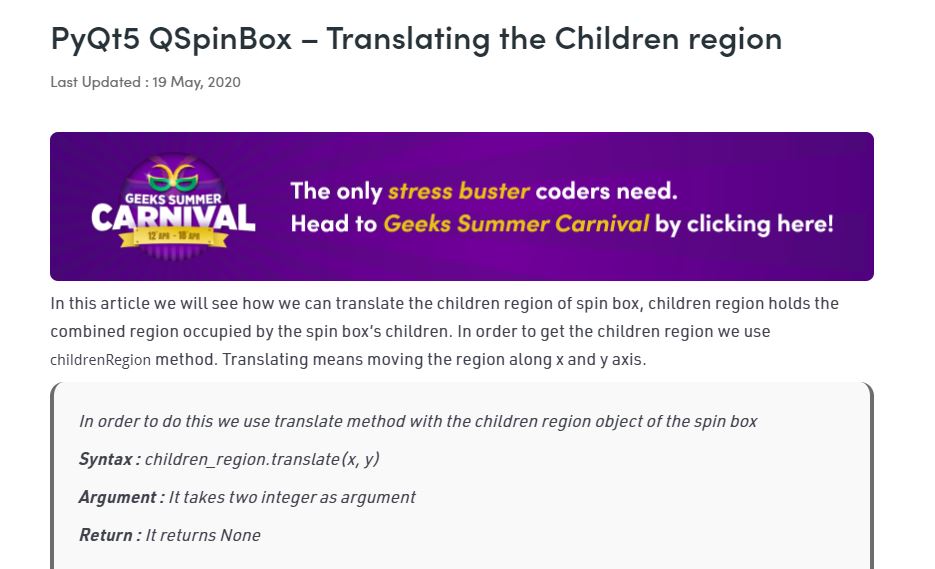 PyQt5 QSpinBox – Translating the Children region
Last Updated : 19 May, 2020
GEEKS SUMMER
CARNIVAL
12 APR - 18 APR
The only stress buster coders need.
Head to Geeks Summer Carnival by clicking here!
In this article we will see how we can translate the children region of spin box, children region holds the
combined region occupied by the spin box's children. In order to get the children region we use
childrenRegion method. Translating means moving the region along x and y axis.
In order to do this we use translate method with the children region object of the spin box
Syntax : children_region.translate(x, y)
Argument : It takes two integer as argument
Return : It returns None